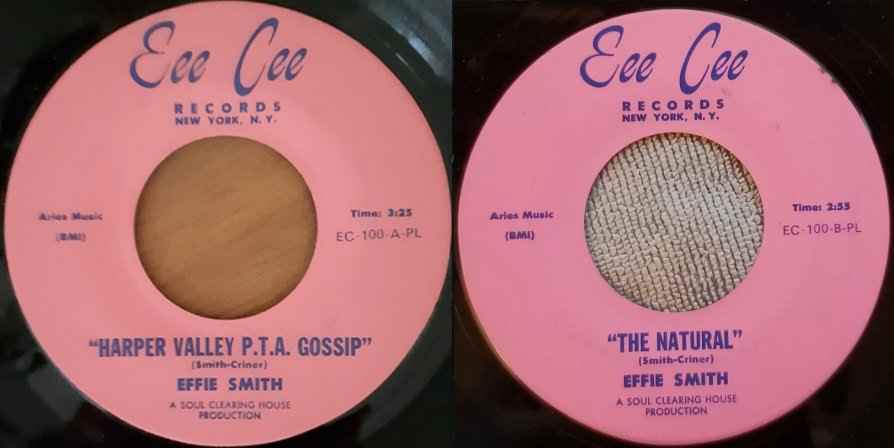 Eee Cee
RECORDS
NEW YORK, N.Y.
Aries Music
(BMI)
Time: 3:25
EC-100-A-PL
"HARPER VALLEY P.T.A. GOSSIP"
(Smith-Criner)
EFFIE SMITH
A SOUL CLEARING HOUSE
PRODUCTION
Eee Cee
RECORDS
NEW YORK, N.Y.
Aries Music
(BMI)
Time: 2:55
EC-100-B-PL
"THE NATURAL"
(Smith-Criner)
EFFIE SMITH
A SOUL CLEARING HOUSE
PRODUCTION